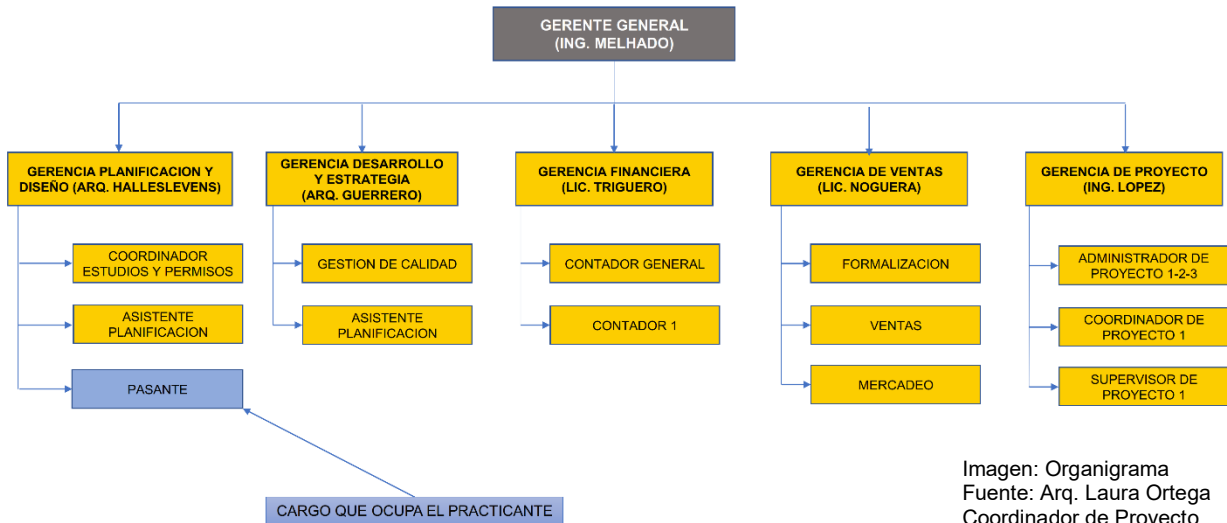 GERENTE GENERAL
(ING. MELHADO)
GERENCIA PLANIFICACION Y
DISEÑO (ARQ. HALLESLEVENS)
COORDINADOR
ESTUDIOS Y PERMISOS
ASISTENTE
PLANIFICACION
PASANTE
GERENCIA DESARROLLO
Y ESTRATEGIA
(ARQ. GUERRERO)
GESTION DE CALIDAD
ASISTENTE
PLANIFICACION
GERENCIA FINANCIERA
(LIC. TRIGUERO)
CONTADOR GENERAL
CONTADOR 1
GERENCIA DE VENTAS
(LIC. NOGUERA)
FORMALIZACION
VENTAS
MERCADEO
GERENCIA DE PROYECTO
(ING. LOPEZ)
ADMINISTRADOR DE
PROYECTO 1-2-3
COORDINADOR DE
PROYECTO 1
SUPERVISOR DE
PROYECTO 1
CARGO QUE OCUPA EL PRACTICANTE
Imagen: Organigrama
Fuente: Arq. Laura Ortega
Coordinador de Proyecto